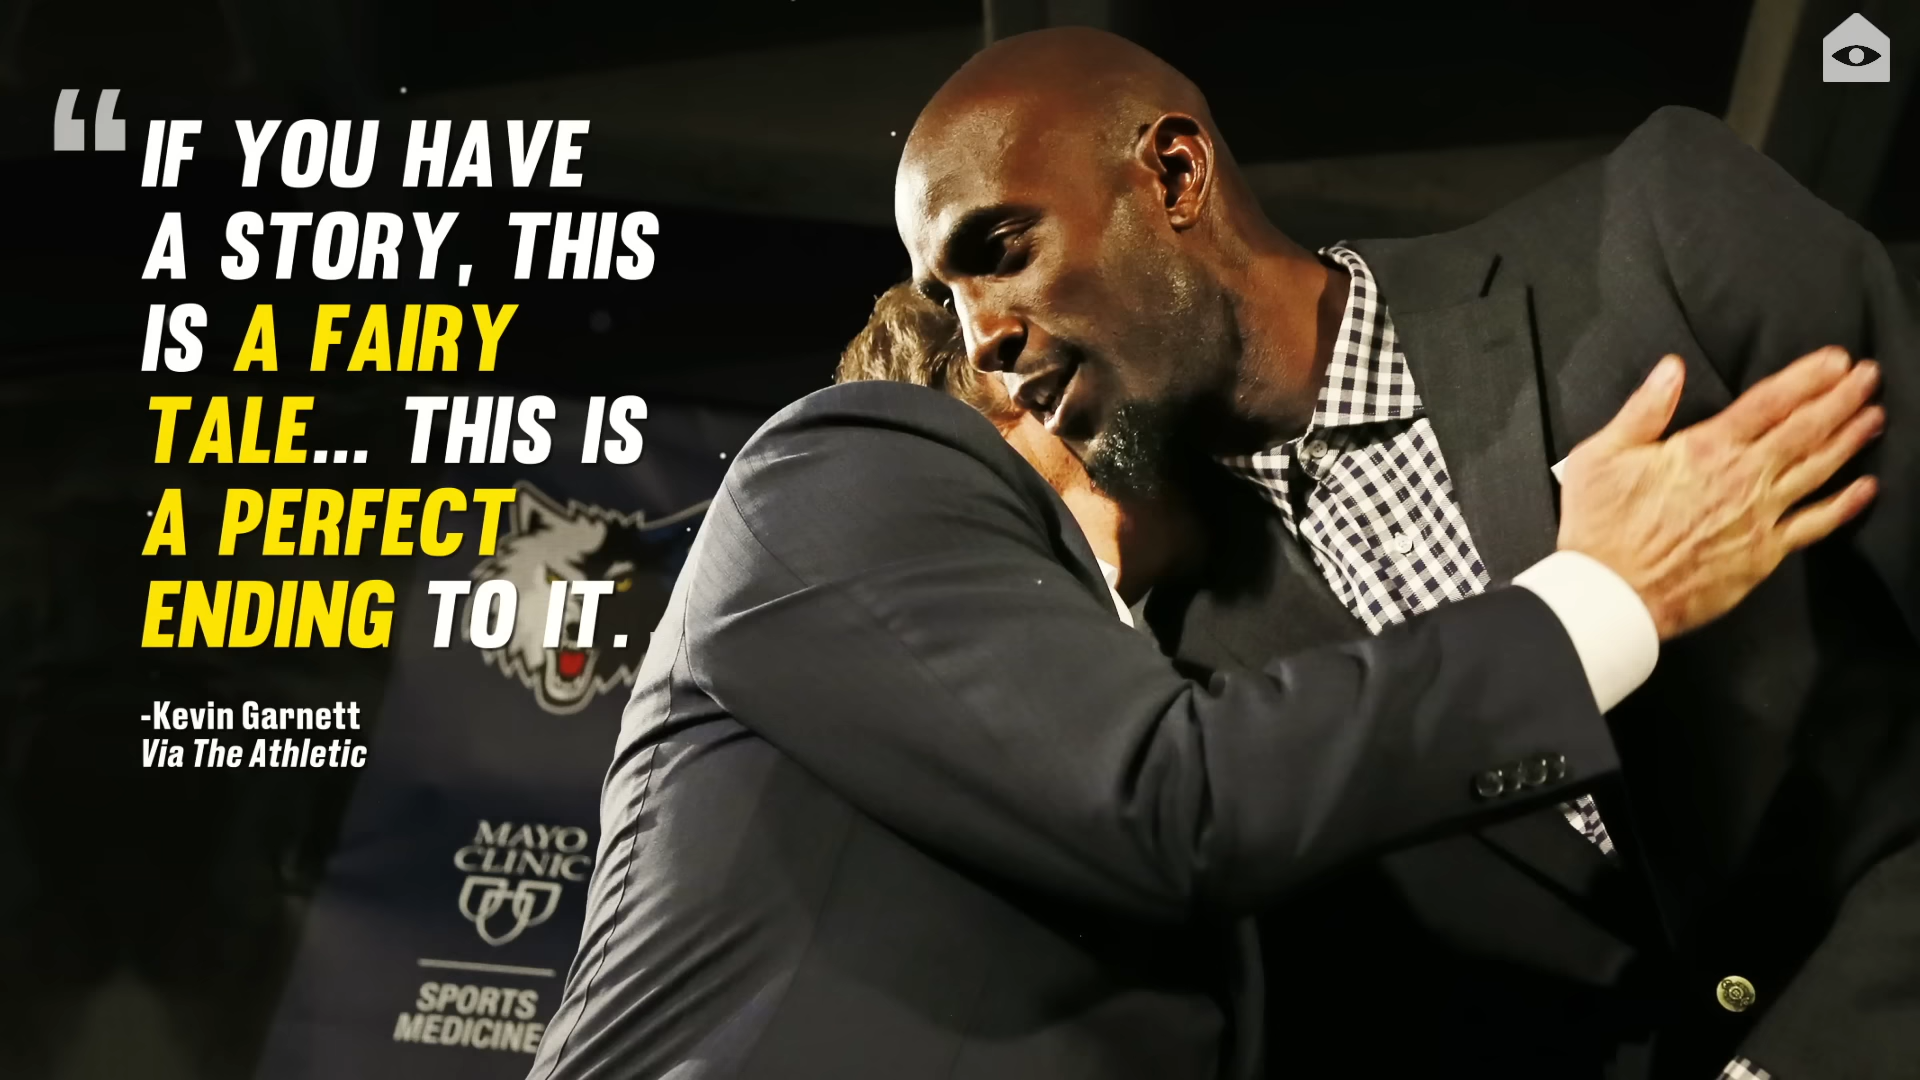 “IF YOU HAVE
A STORY, THIS
IS A FAIRY
TALE... THIS IS
A PERFECT
ENDING TO IT.
-Kevin Garnett
Via The Athletic
MAYO
CLINIC
SPORTS
MEDICINE